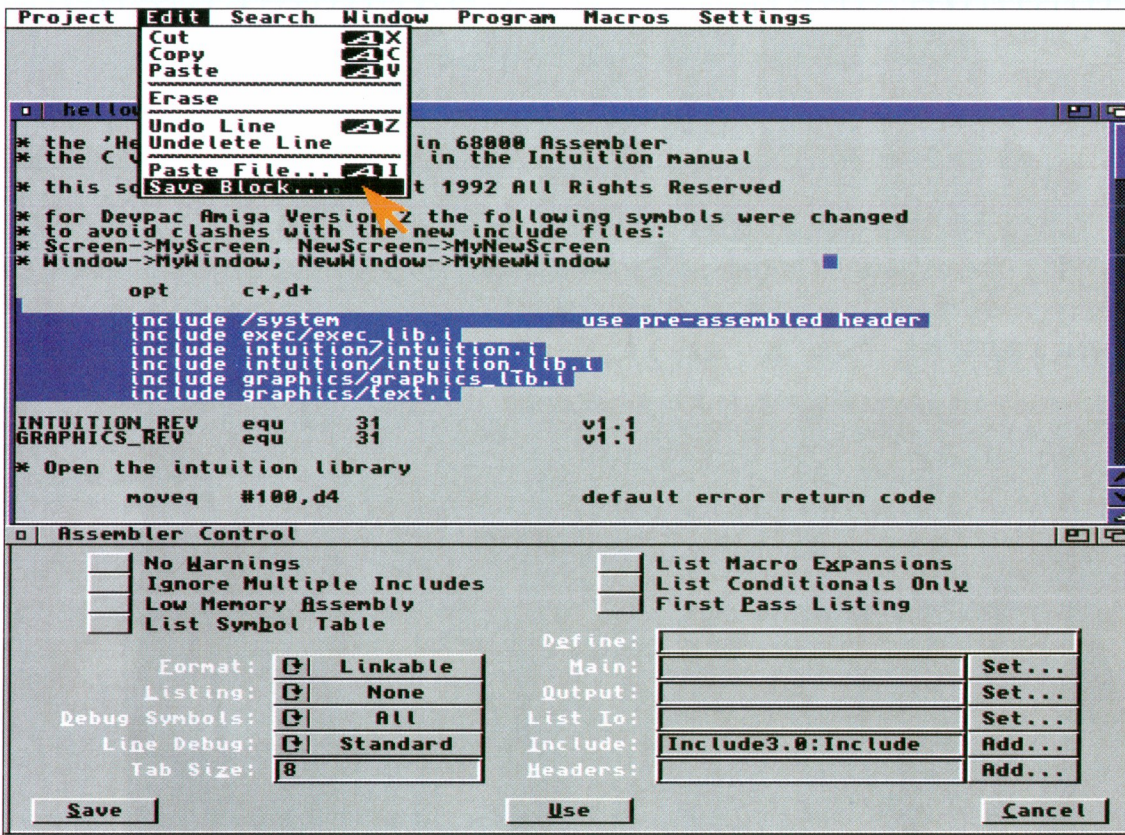 Project Edit Search Window Program Macros Settings
Cut A X
Copy A C
Paste A V
Erase
Undo Line A Z
Undelete Line
Paste File... A I
Save Block...
* the 'He in 68000 Assembler
* the C v in the Intuition manual
* this so t 1992 All Rights Reserved
* for Devpac Amiga Version 2 the following symbols were changed
* to avoid clashes with the new include files:
* Screen->MyScreen, NewScreen->MyNewScreen
* Window->MyWindow, NewWindow->MyNewWindow
opt c+,d+
include /system use pre-assembled header
include exec/exec_lib.i
include intuition/intuition.i
include intuition/intuition_lib.i
include graphics/graphics_lib.i
include graphics/text.i
INTUITION_REV equ 31 v1.1
GRAPHICS_REV equ 31 v1.1
* Open the intuition library
moveq #100,d4 default error return code
Assembler Control
No Warnings
Ignore Multiple Includes
Low Memory Assembly
List Symbol Table
List Macro Expansions
List Conditionals Only
First Pass Listing
Format: Linkable
Listing: None
Debug Symbols: All
Line Debug: Standard
Tab Size: 8
Define:
Main: Set...
Output: Set...
List To: Set...
Include: Include3.0:Include Add...
Headers: Add...
Save Use Cancel